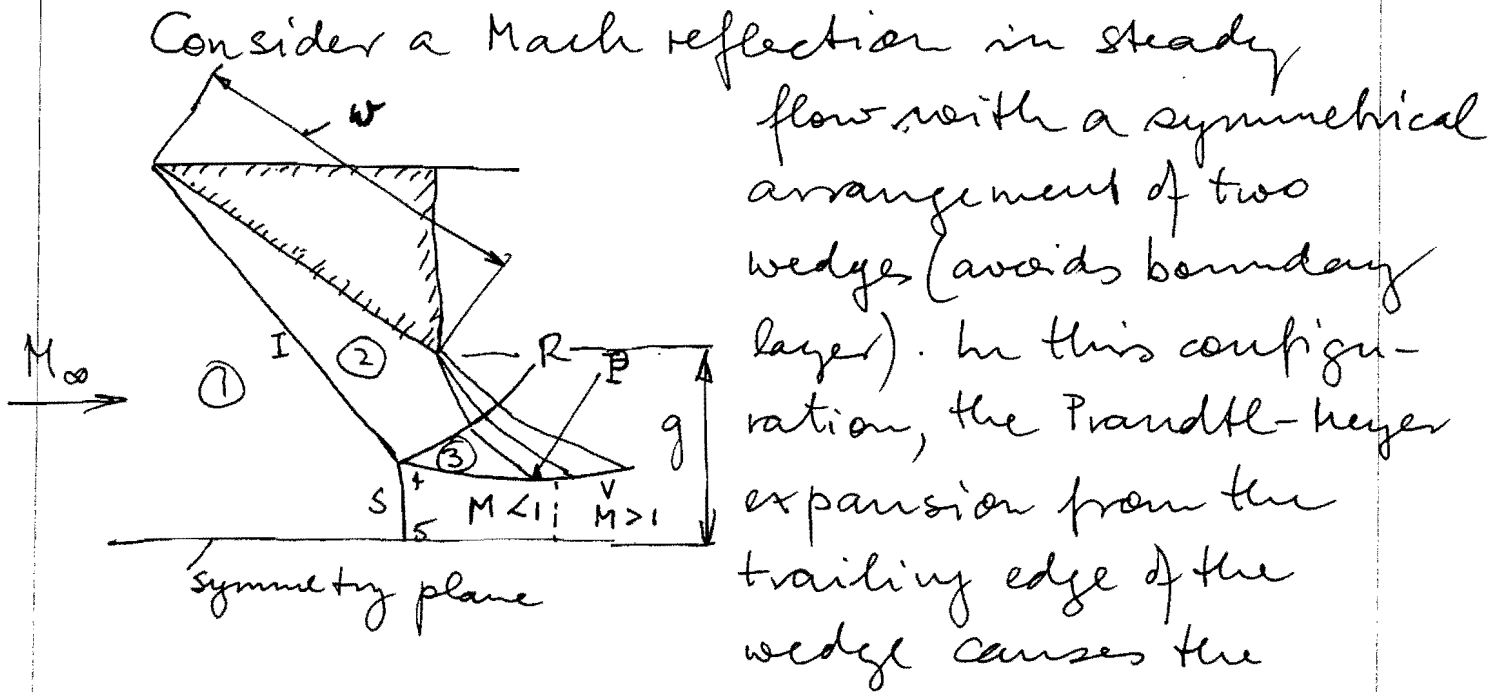 Consider a Mach reflection in steady
flow with a symmetrical
arrangement of two
wedges (avoids boundary
layer). In this configu-
ration, the Prandtl-Meyer
expansion from the
trailing edge of the
wedge causes the
w
M∞
I
①
②
③
R
P
g
S
4
5
M<1
V
M>1
symmetry plane